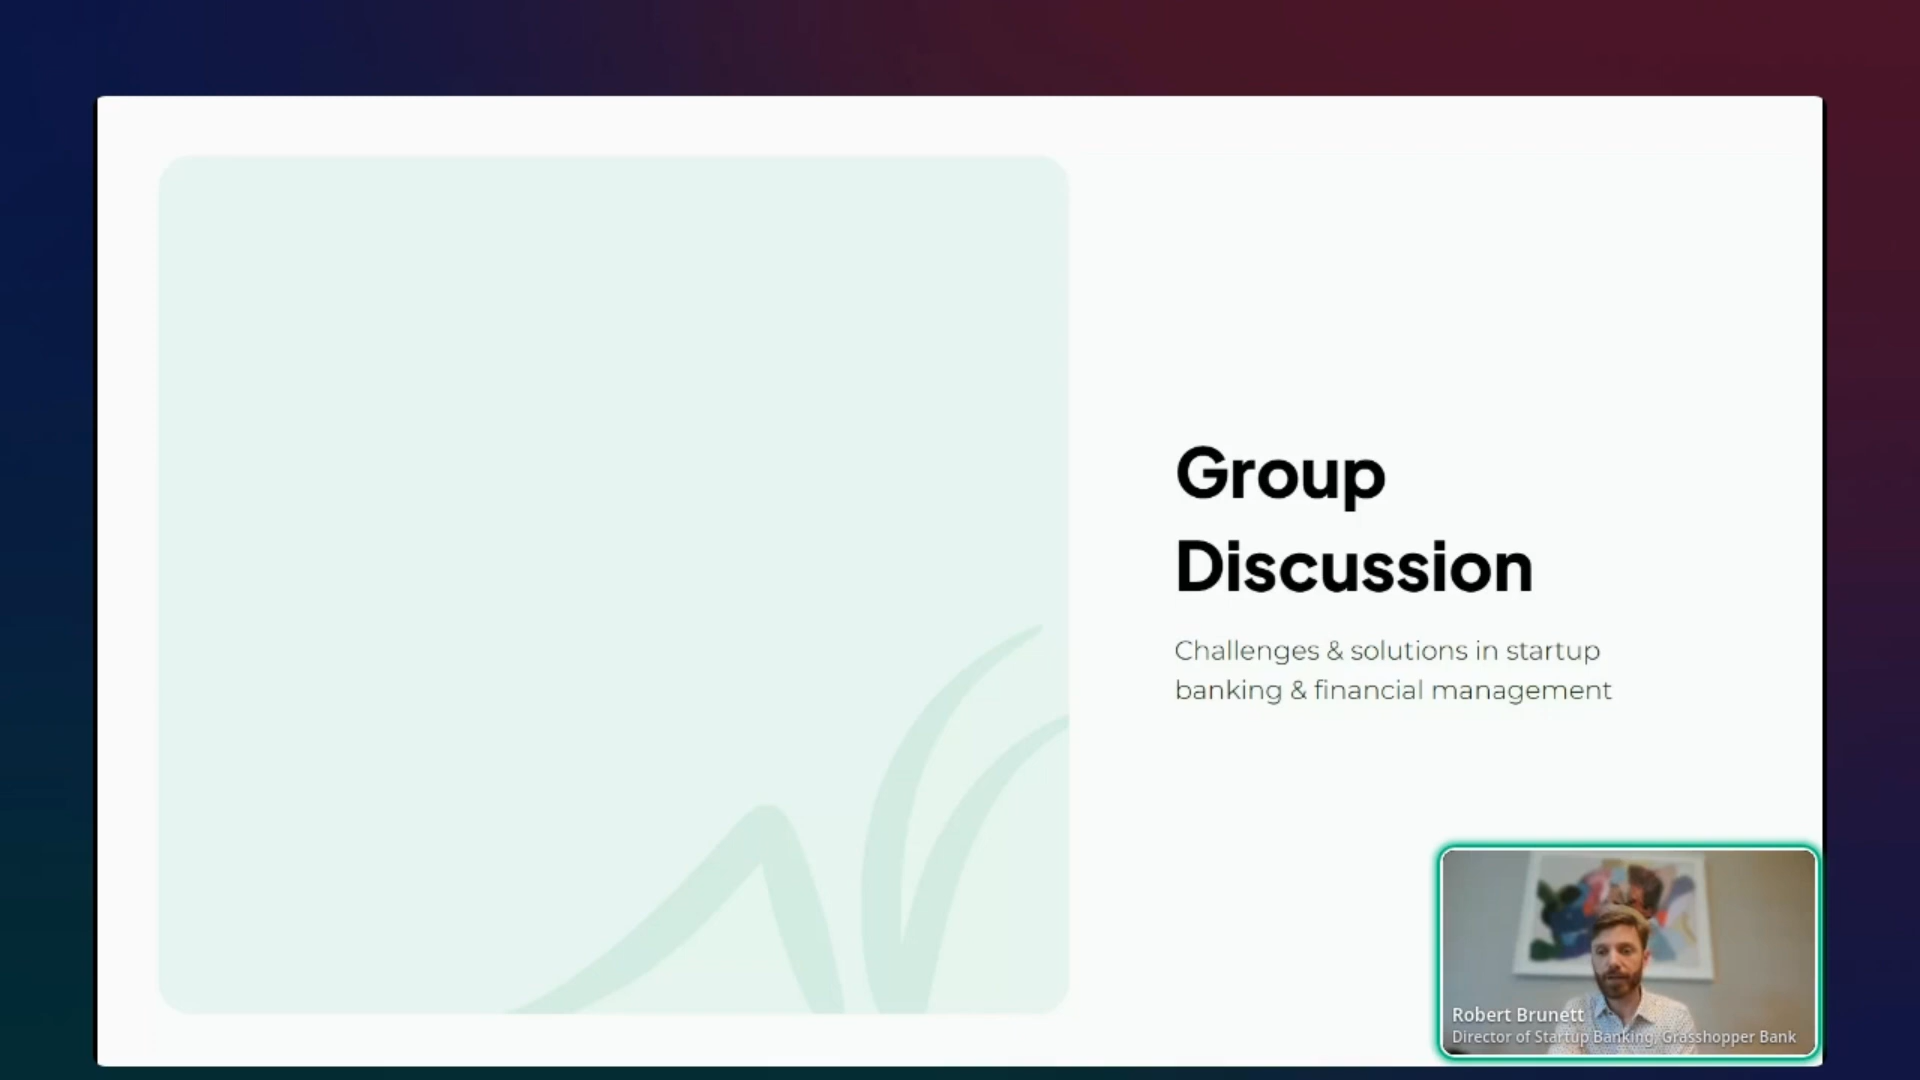 Group
Discussion
Challenges & solutions in startup
banking & financial management
Robert Brunett
Director of Startup Banking, Grasshopper Bank